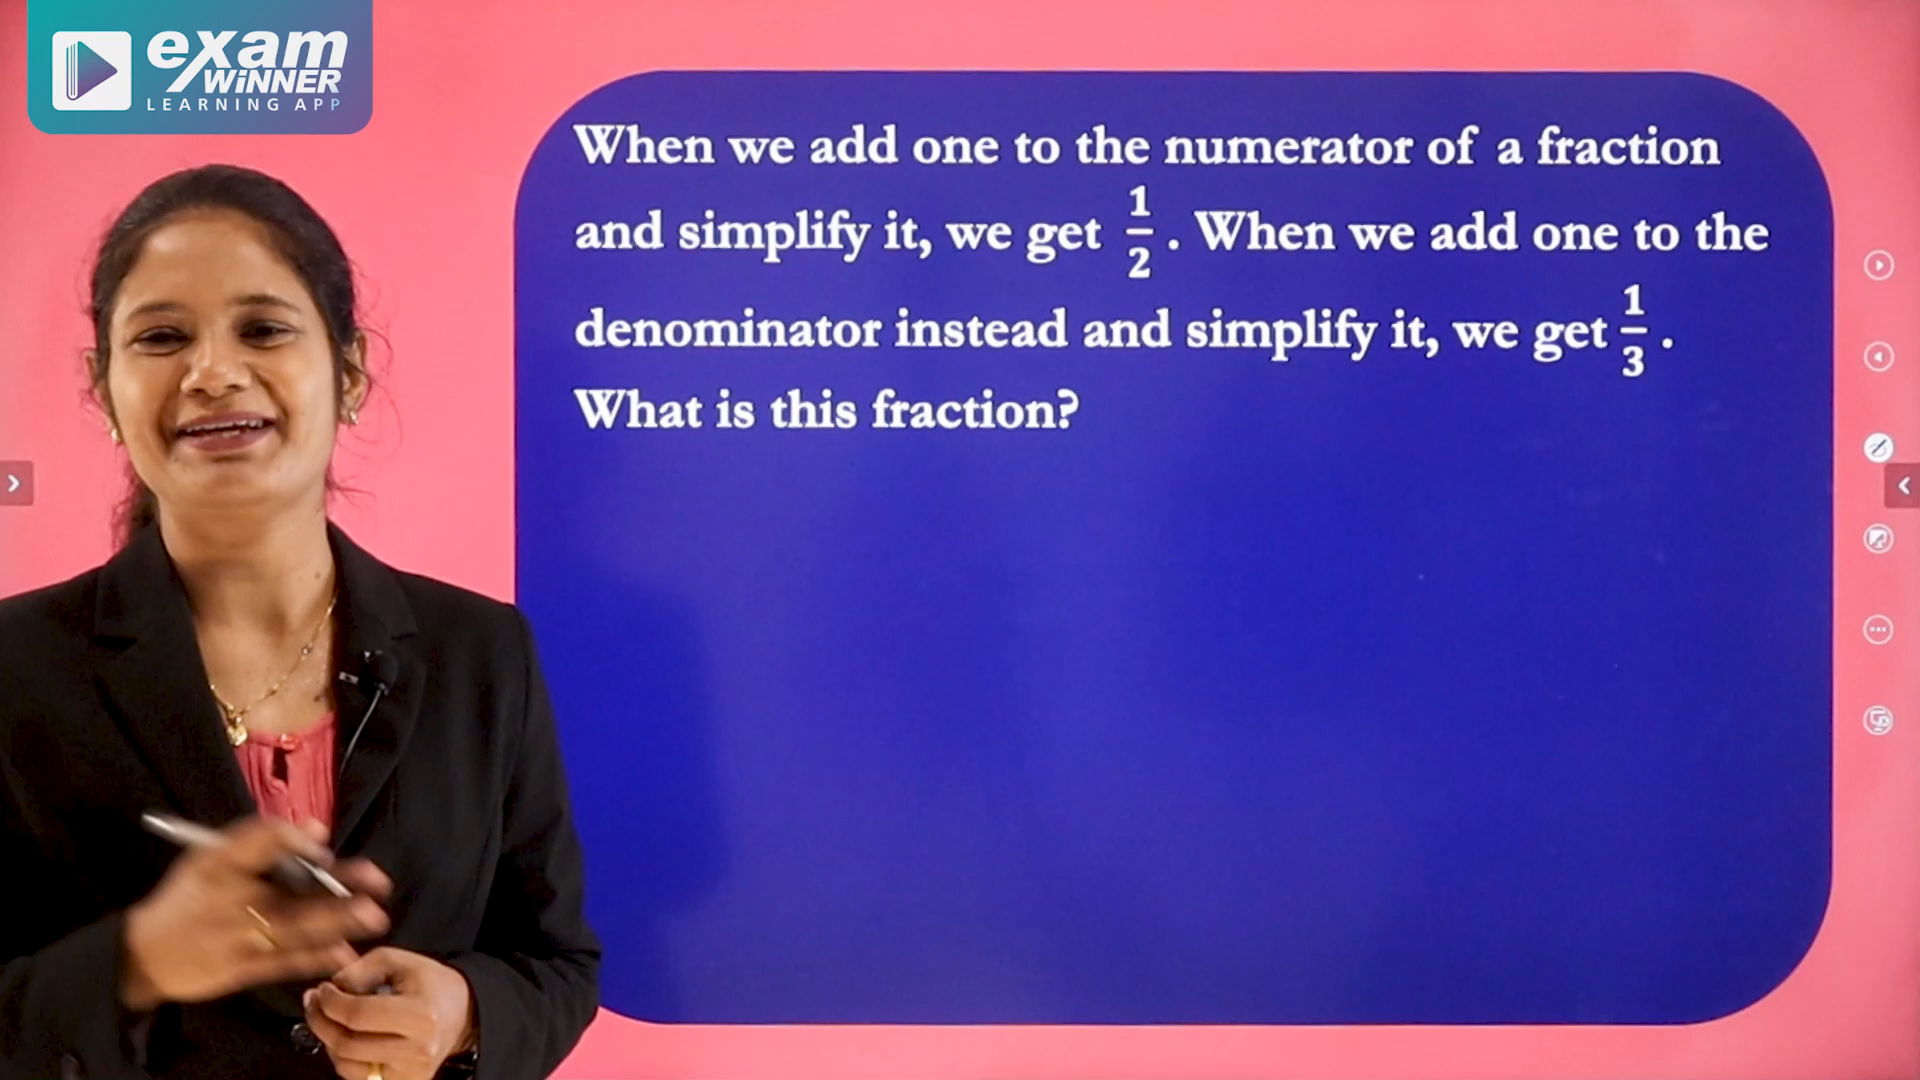 exam
WiNNER
LEARNING APP
When we add one to the numerator of a fraction
and simplify it, we get 1/2. When we add one to the
denominator instead and simplify it, we get 1/3.
What is this fraction?